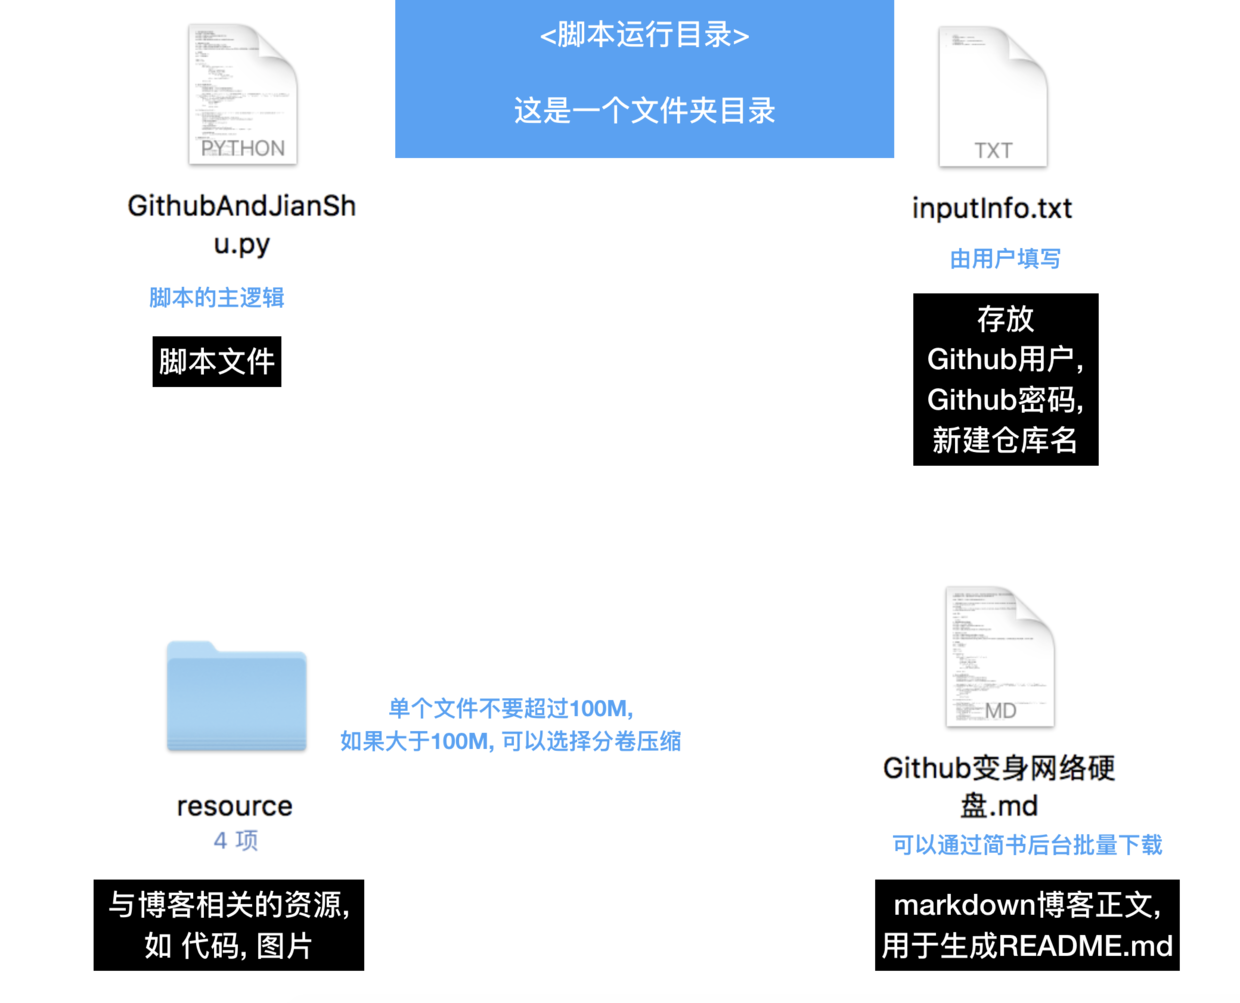 <脚本运行目录>
这是一个文件夹目录
PYTHON
GithubAndJianSh
u.py
脚本的主逻辑
脚本文件
TXT
inputInfo.txt
由用户填写
存放
Github用户,
Github密码,
新建仓库名
resource
4 项
单个文件不要超过100M,
如果大于100M, 可以选择分卷压缩
与博客相关的资源,
如 代码, 图片
MD
Github变身网络硬
盘.md
可以通过简书后台批量下载
markdown博客正文,
用于生成README.md